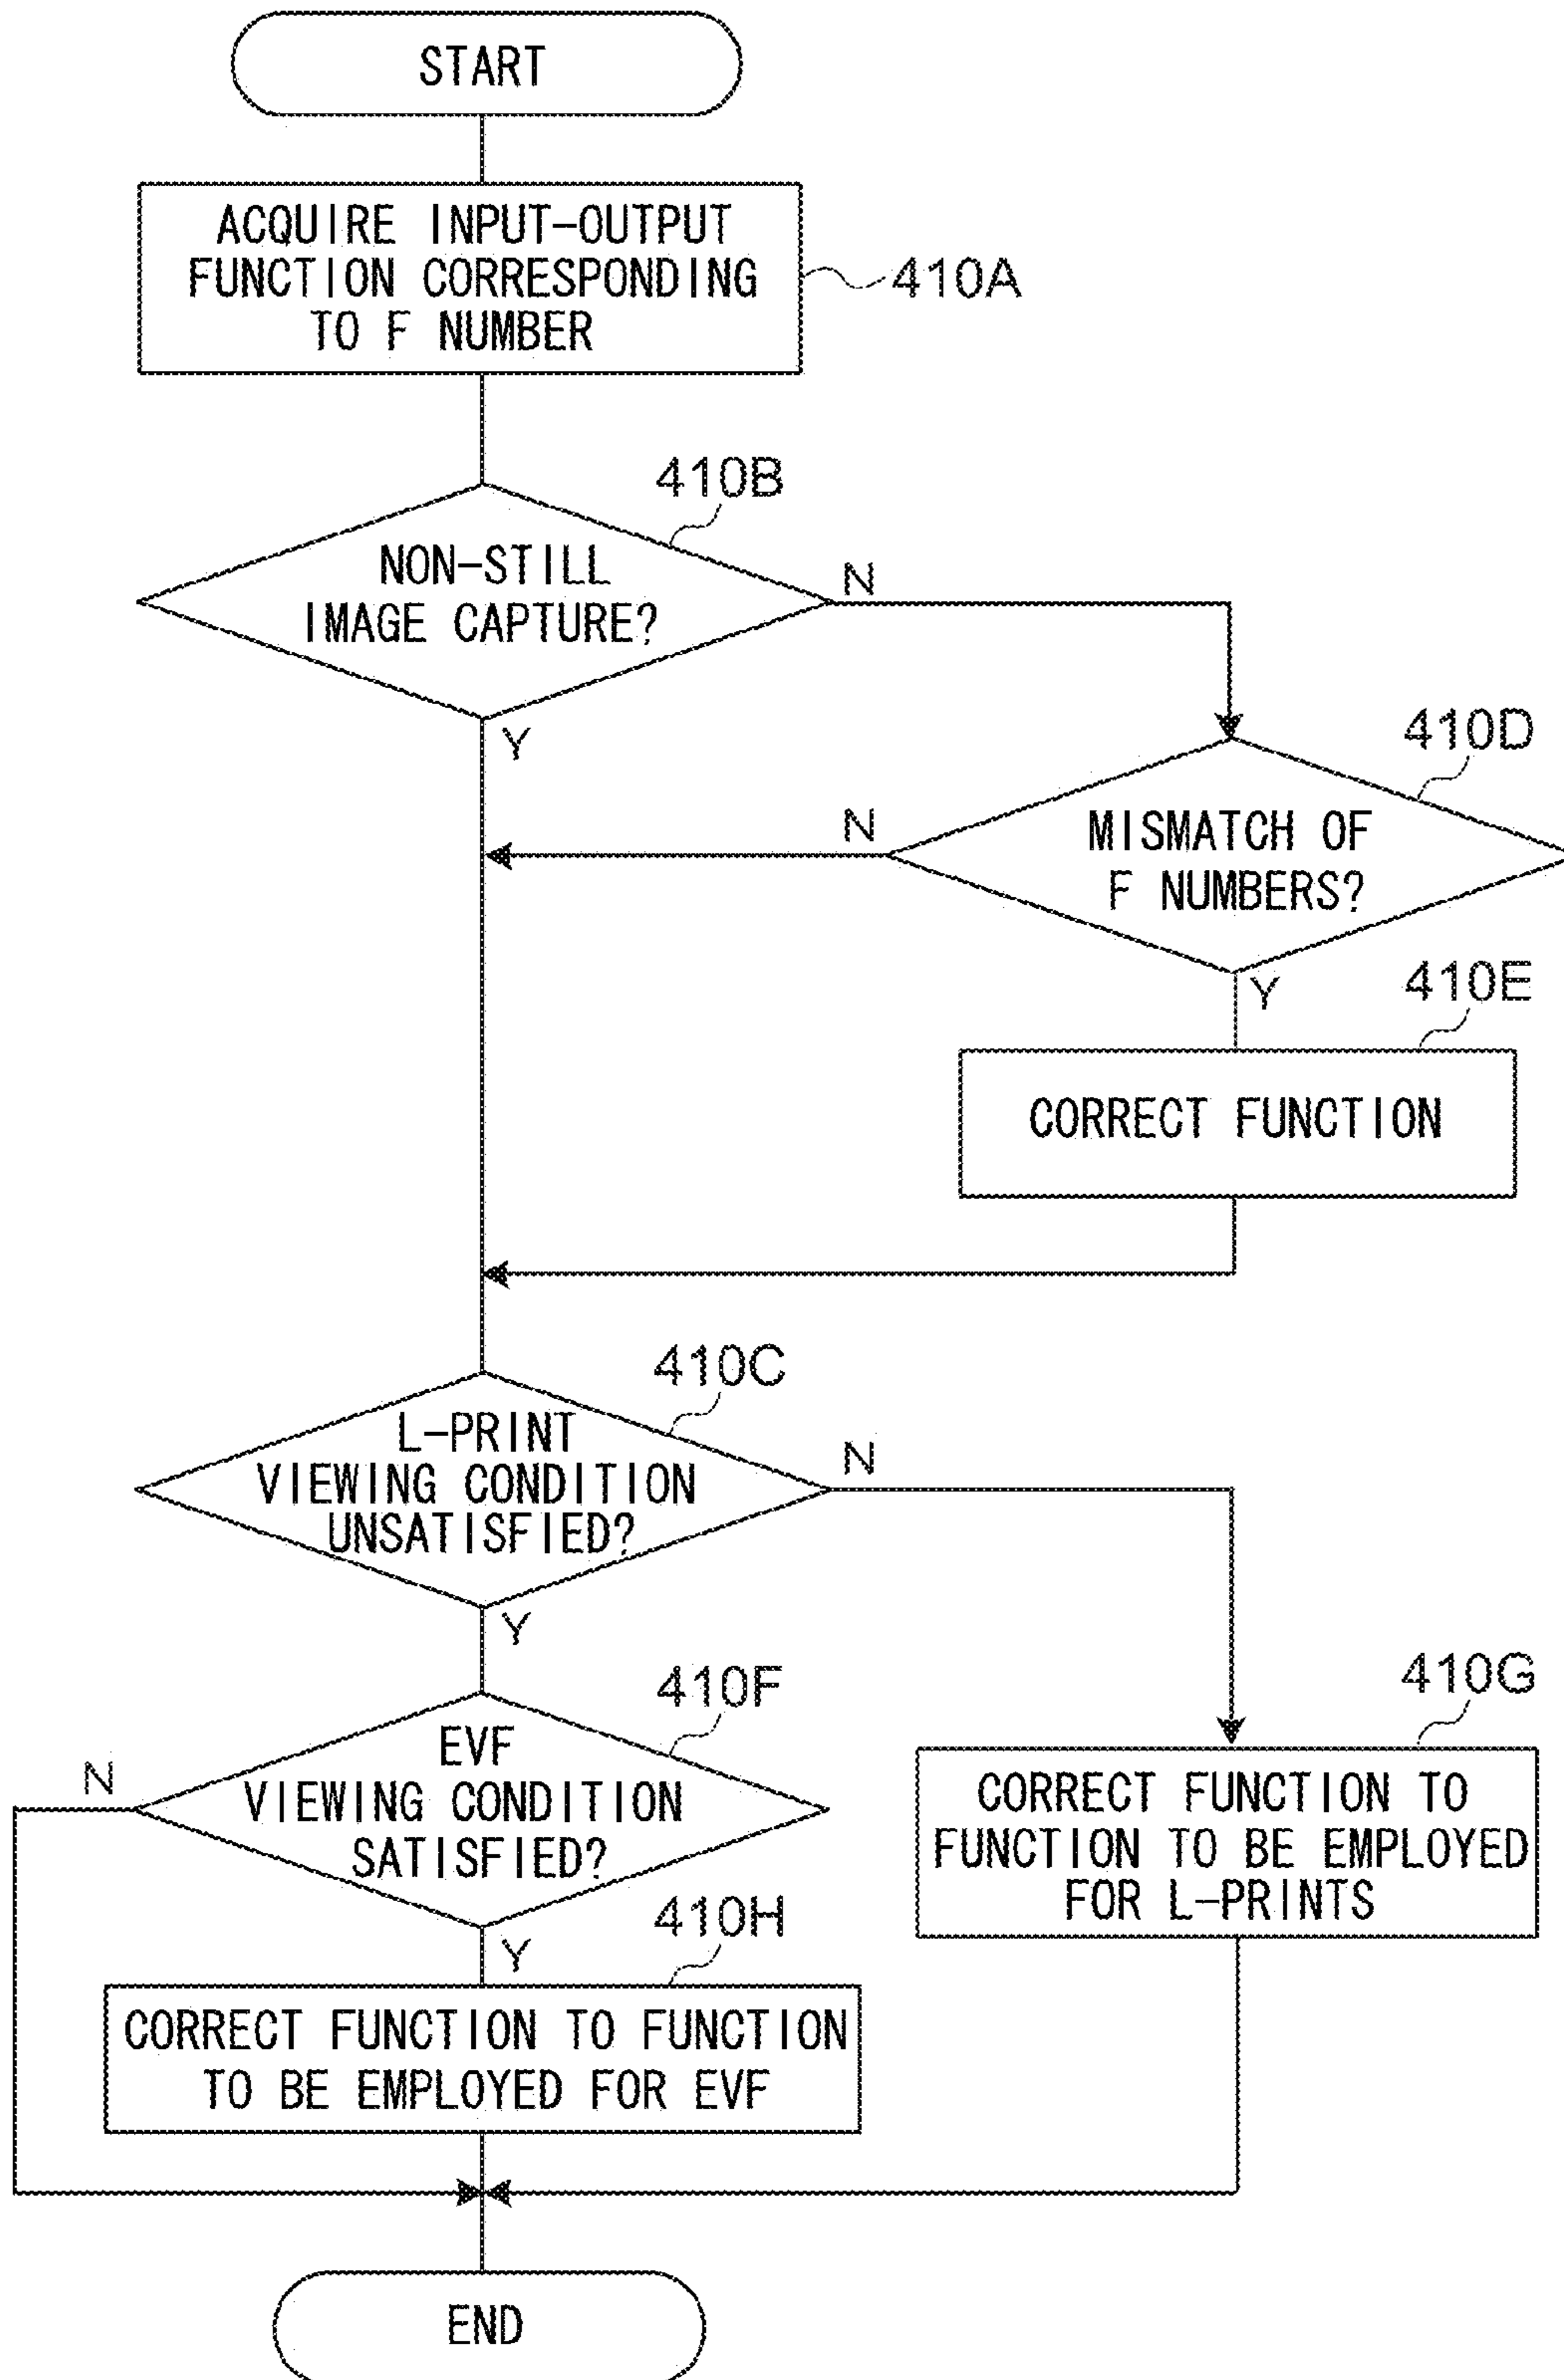 START
ACQUIRE INPUT-OUTPUT
FUNCTION CORRESPONDING
TO F NUMBER
410A
410B
NON-STILL
IMAGE CAPTURE?
N
Y
410D
MISMATCH OF
F NUMBERS?
N
Y
410E
CORRECT FUNCTION
410C
L-PRINT
VIEWING CONDITION
UNSATISFIED?
N
Y
410F
EVF
VIEWING CONDITION
SATISFIED?
N
Y
410G
CORRECT FUNCTION TO
FUNCTION TO BE EMPLOYED
FOR L-PRINTS
410H
CORRECT FUNCTION TO FUNCTION
TO BE EMPLOYED FOR EVF
END